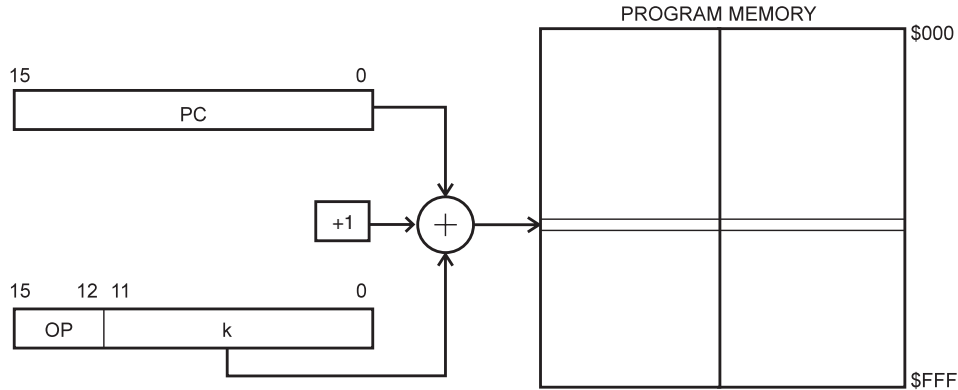 PROGRAM MEMORY
$000
15 0
PC
+1
+
15 12 11 0
OP k
$FFF